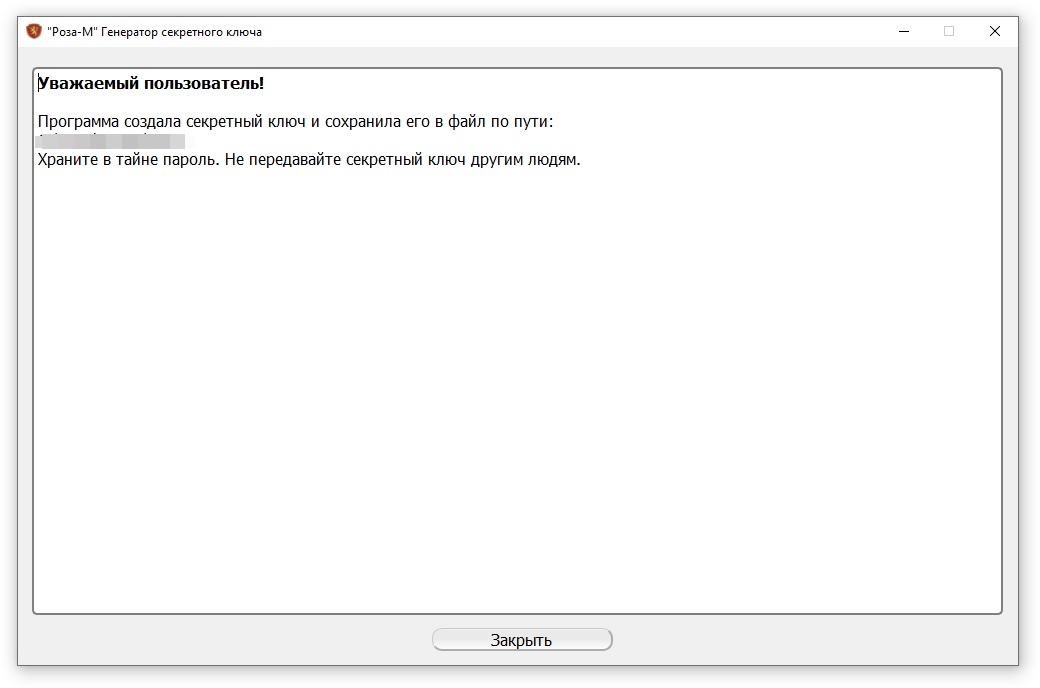 "Роза-М" Генератор секретного ключа
Уважаемый пользователь!
Программа создала секретный ключ и сохранила его в файл по пути:
Храните в тайне пароль. Не передавайте секретный ключ другим людям.
Закрыть